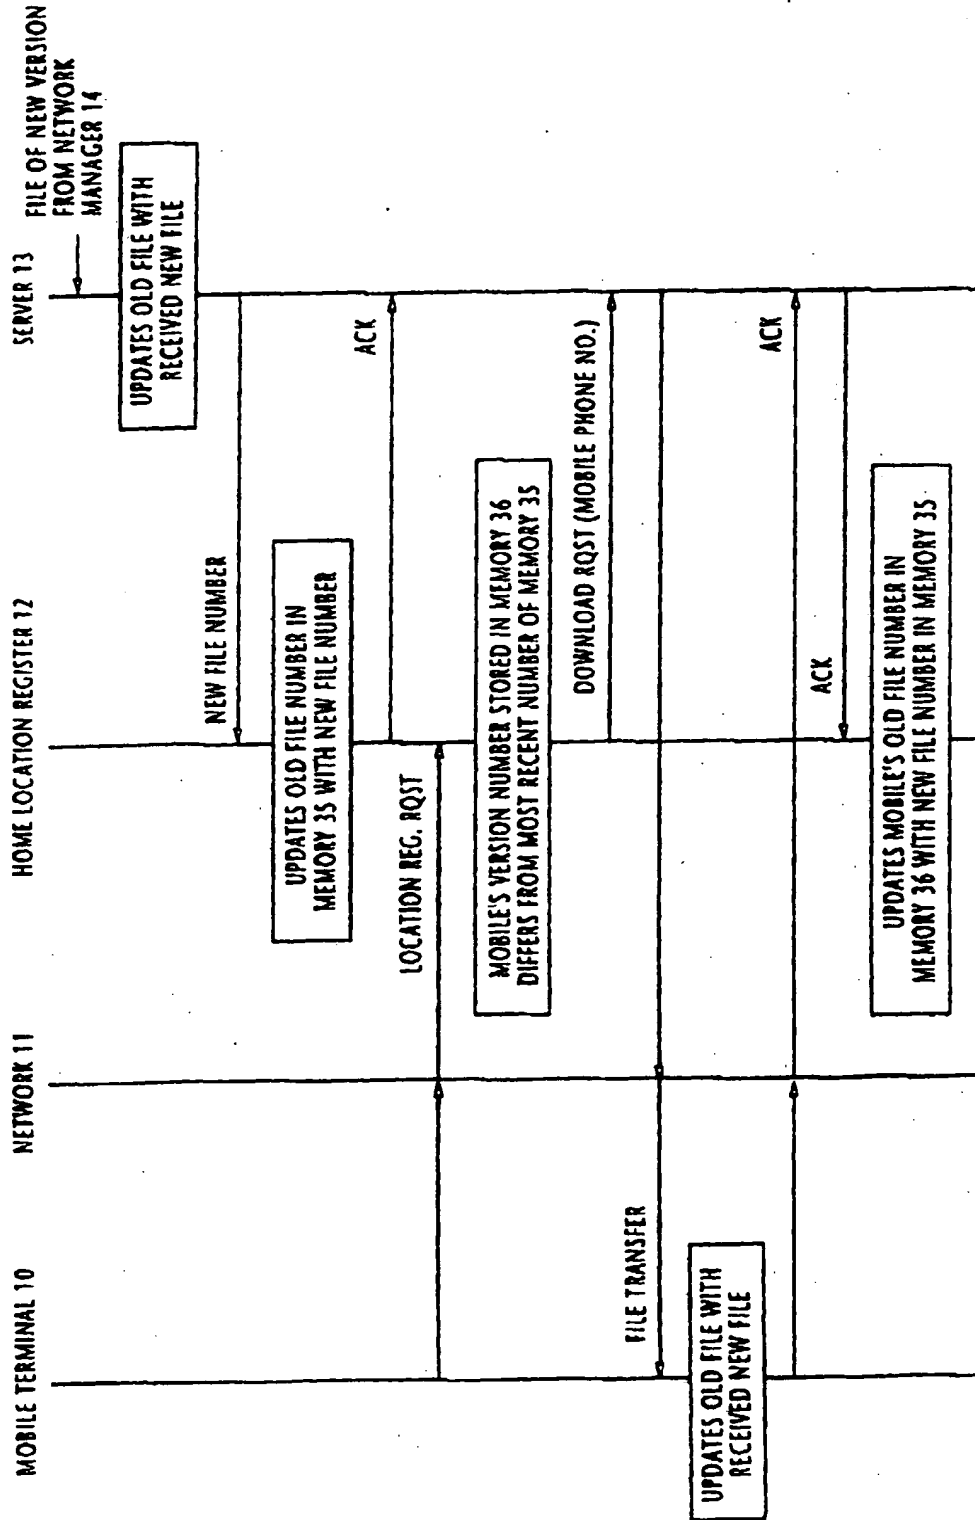 MOBILE TERMINAL 10
NETWORK 11
HOME LOCATION REGISTER 12
SERVER 13
FILE OF NEW VERSION
FROM NETWORK
MANAGER 14
UPDATES OLD FILE WITH
RECEIVED NEW FILE
NEW FILE NUMBER
UPDATES OLD FILE NUMBER IN
MEMORY 35 WITH NEW FILE NUMBER
ACK
LOCATION REG. RQST
MOBILE'S VERSION NUMBER STORED IN MEMORY 36
DIFFERS FROM MOST RECENT NUMBER OF MEMORY 35
DOWNLOAD RQST (MOBILE PHONE NO.)
FILE TRANSFER
UPDATES OLD FILE WITH
RECEIVED NEW FILE
ACK
ACK
UPDATES MOBILE'S OLD FILE NUMBER IN
MEMORY 36 WITH NEW FILE NUMBER IN MEMORY 35